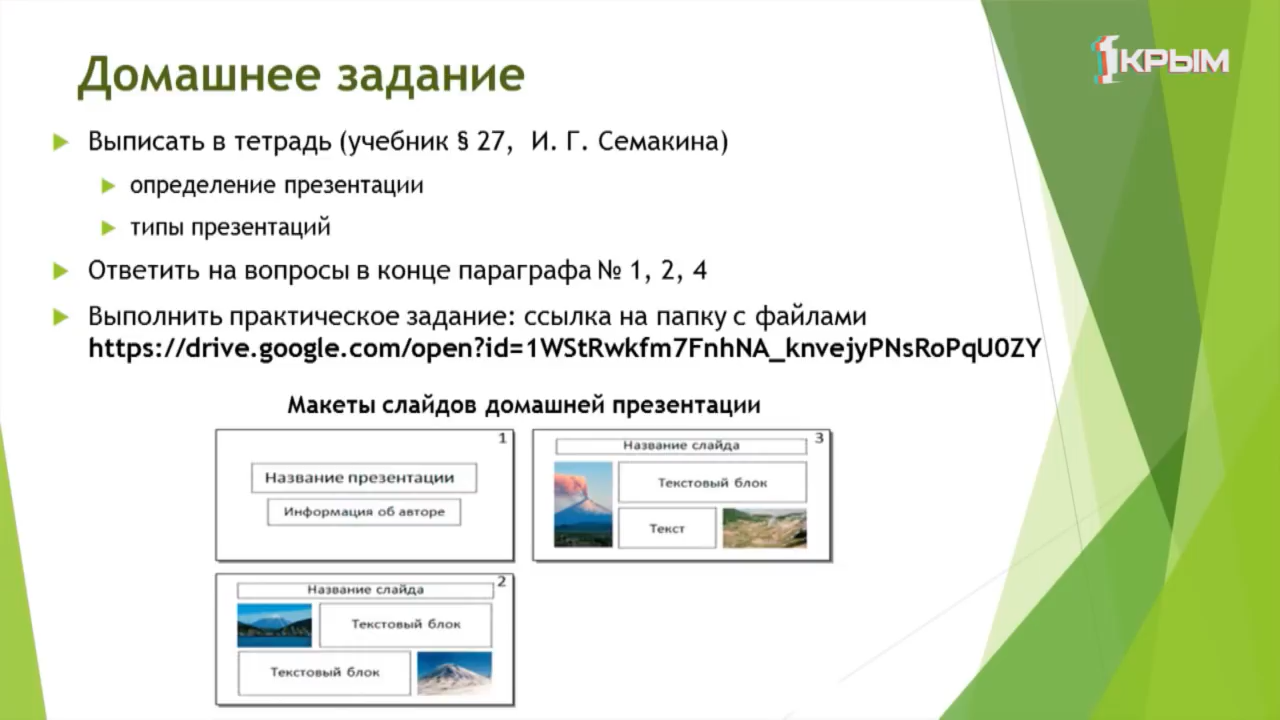 Домашнее задание
1КРЫМ
Выписать в тетрадь (учебник § 27, И. Г. Семакина)
определение презентации
типы презентаций
Ответить на вопросы в конце параграфа № 1, 2, 4
Выполнить практическое задание: ссылка на папку с файлами
https://drive.google.com/open?id=1WStRwkfm7FnhNA_knvejyPNsRoPqU0ZY
Макеты слайдов домашней презентации
1
Название презентации
Информация об авторе
2
Название слайда
Текстовый блок
Текстовый блок
3
Название слайда
Текстовый блок
Текст